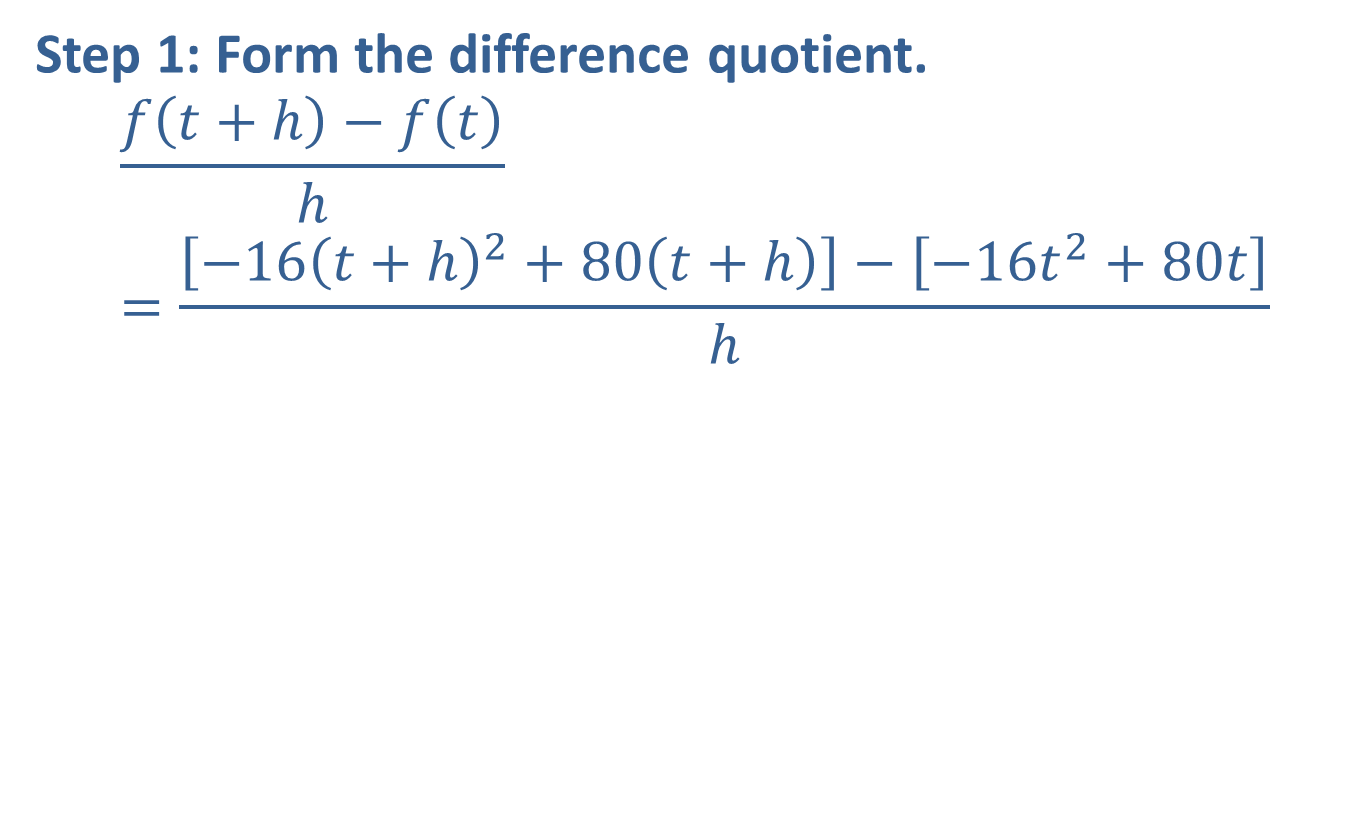 Step 1: Form the difference quotient.
f(t + h) − f(t)
h
[−16(t + h)² + 80(t + h)] − [−16t² + 80t]
=
h